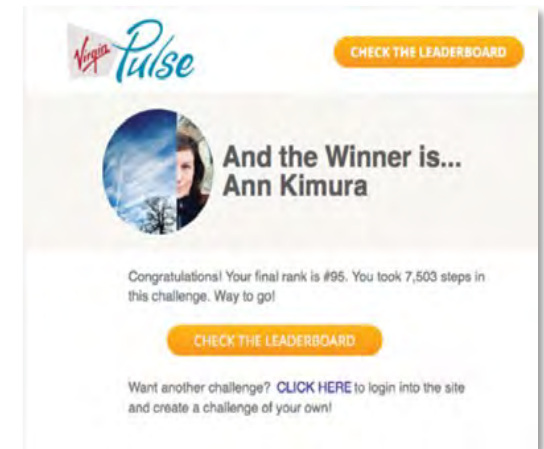 Virgin Pulse
CHECK THE LEADERBOARD
And the Winner is...
Ann Kimura
Congratulations! Your final rank is #95. You took 7,503 steps in
this challenge. Way to go!
CHECK THE LEADERBOARD
Want another challenge? CLICK HERE to login into the site
and create a challenge of your own!